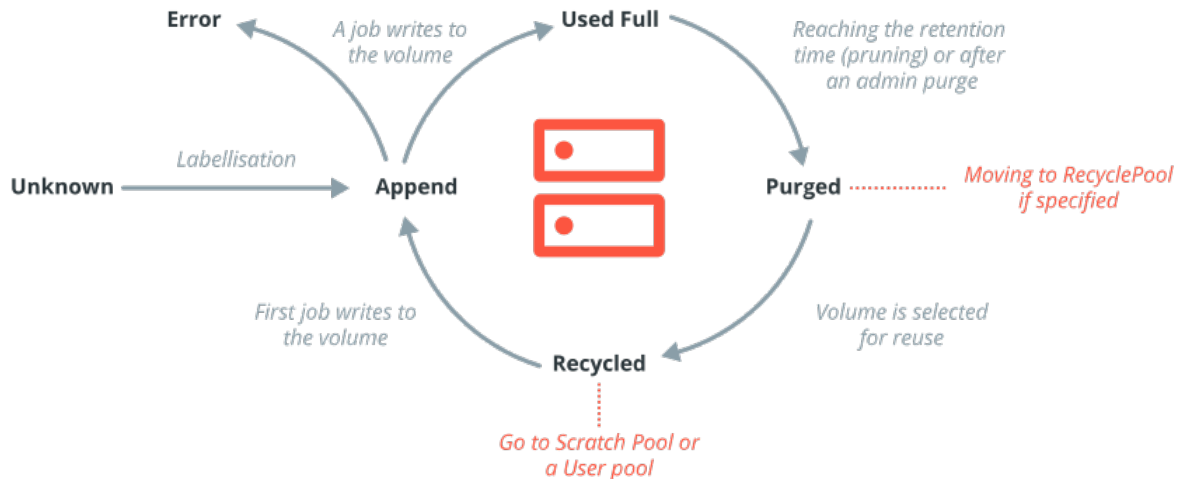 Error
A job writes to
the volume
Used Full
Reaching the retention
time (pruning) or after
an admin purge
Labellisation
Unknown
Append
Purged
Moving to RecyclePool
if specified
First job writes to
the volume
Volume is selected
for reuse
Recycled
Go to Scratch Pool or
a User pool